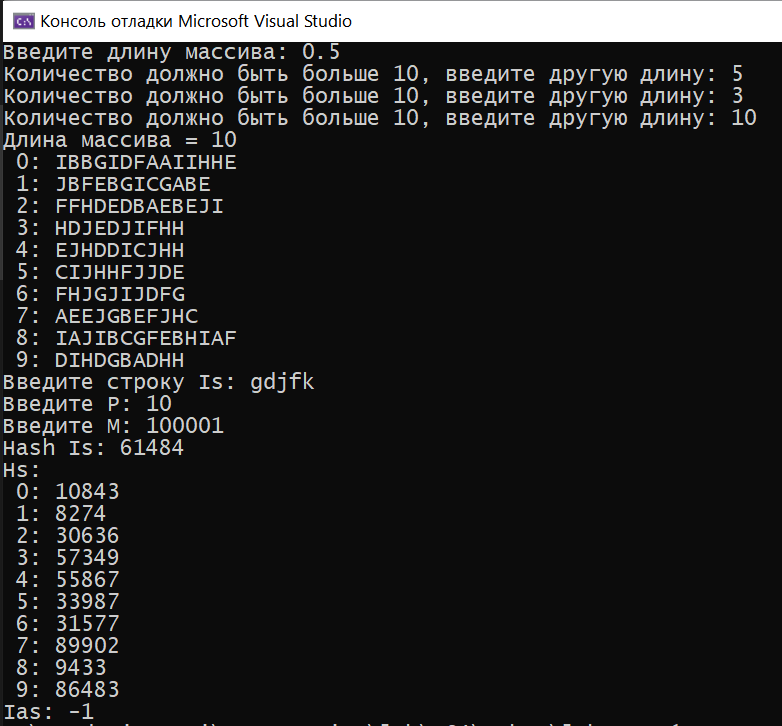 C:\ Консоль отладки Microsoft Visual Studio
Введите длину массива: 0.5
Количество должно быть больше 10, введите другую длину: 5
Количество должно быть больше 10, введите другую длину: 3
Количество должно быть больше 10, введите другую длину: 10
Длина массива = 10
0: IBBGIDFAAIIHHE
1: JBFEBGICGABE
2: FFHDEDBAEBEJI
3: HDJEDJIFHH
4: EJHDDICJHH
5: CIJHHFJJDE
6: FHJGJIJDFG
7: AEEJGBEFJHC
8: IAJIBCGFEBHIAF
9: DIHDGBADHH
Введите строку Is: gdjfk
Введите P: 10
Введите M: 100001
Hash Is: 61484
Hs:
0: 10843
1: 8274
2: 30636
3: 57349
4: 55867
5: 33987
6: 31577
7: 89902
8: 9433
9: 86483
Ias: -1